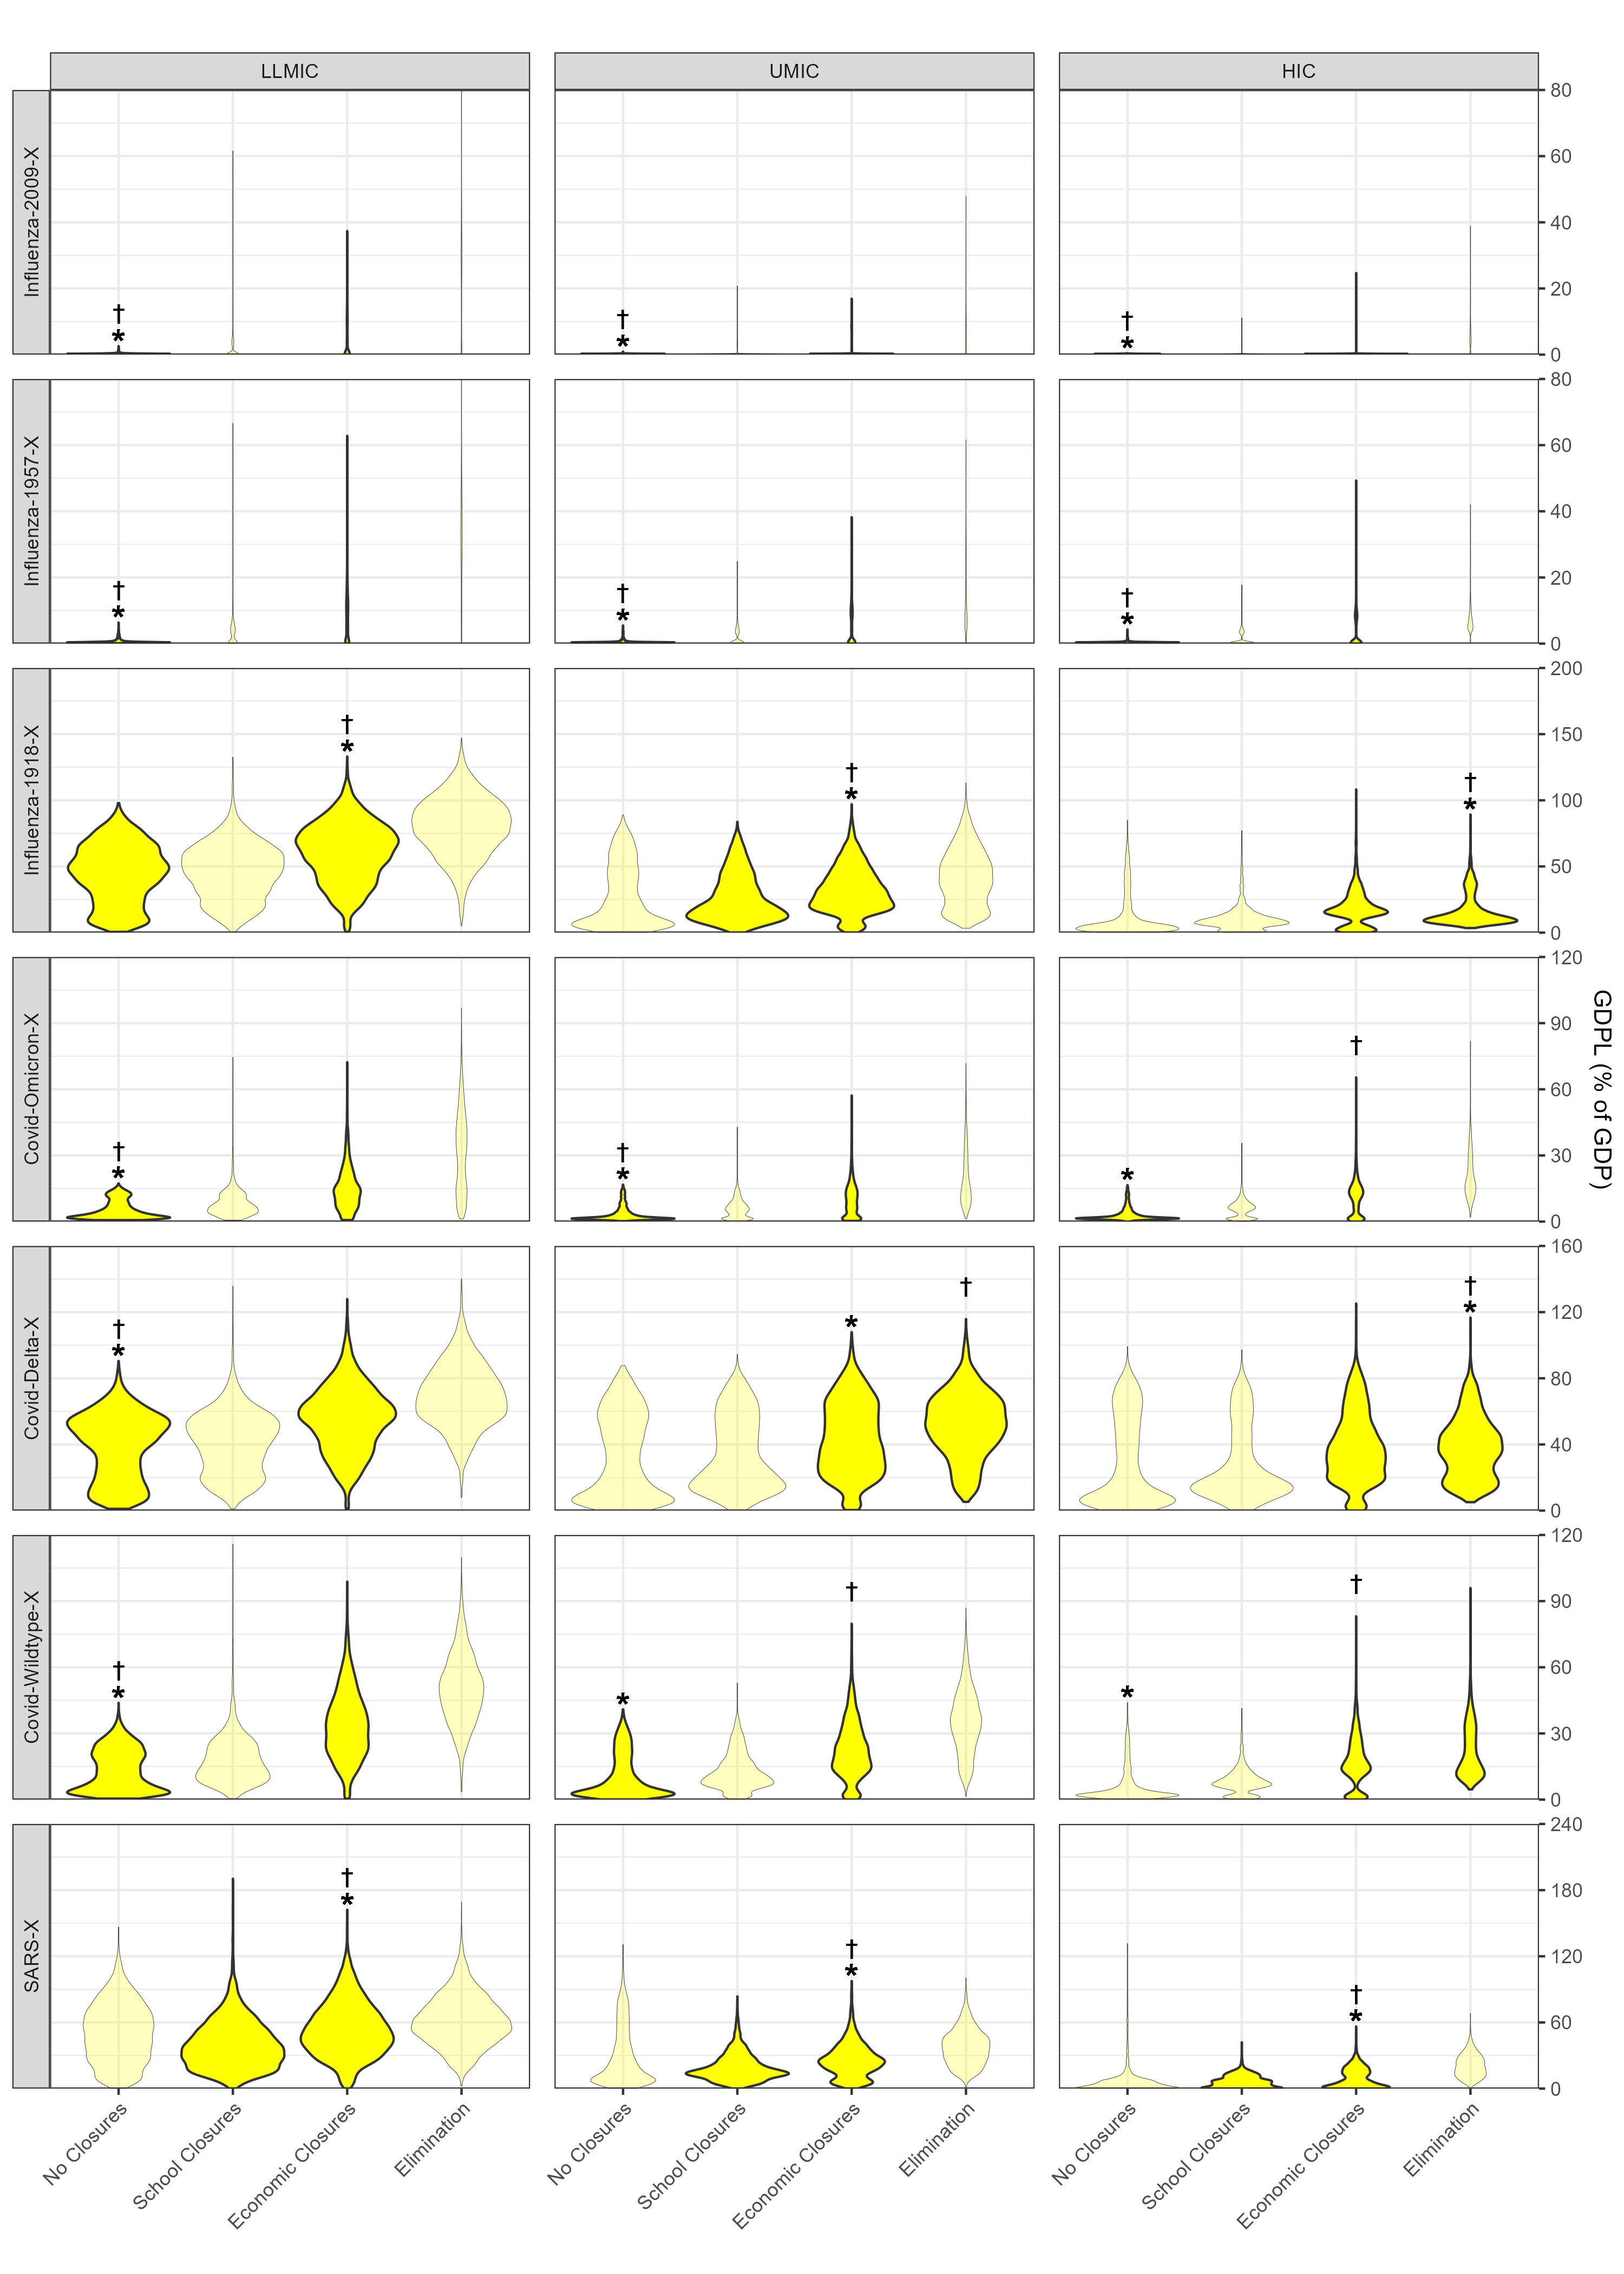 LLMIC UMIC HIC
Influenza-2009-X
† * † * † *
80
60
40
20
0
Influenza-1957-X
† * † * † *
80
60
40
20
0
Influenza-1918-X
† * † * † *
200
150
100
50
0
Covid-Omicron-X
† * † * * †
120
90
60
30
0
GDPL (% of GDP)
Covid-Delta-X
† * * † † *
160
120
80
40
0
Covid-Wildtype-X
† * * † * †
120
90
60
30
0
SARS-X
† * † * † *
240
180
120
60
0
No Closures School Closures Economic Closures Elimination No Closures School Closures Economic Closures Elimination No Closures School Closures Economic Closures Elimination